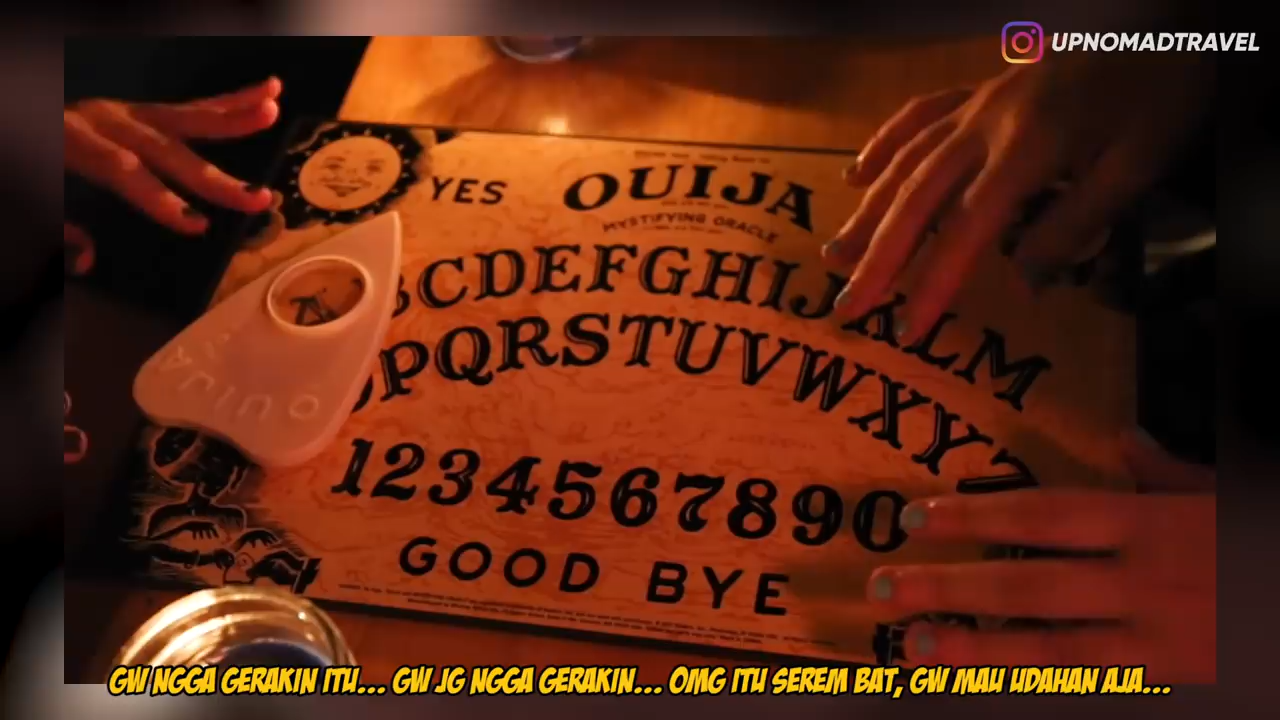 UPNOMADTRAVEL
YES
OUIJA
MYSTIFYING ORACLE
BCDEFGHIJKLM
PQRSTUVWXYZ
OUIJA
1234567890
GOOD BYE
GW NGGA GERAKIN ITU... GW JG NGGA GERAKIN... OMG ITU SEREM BAT, GW MAU UDAHAN AJA...